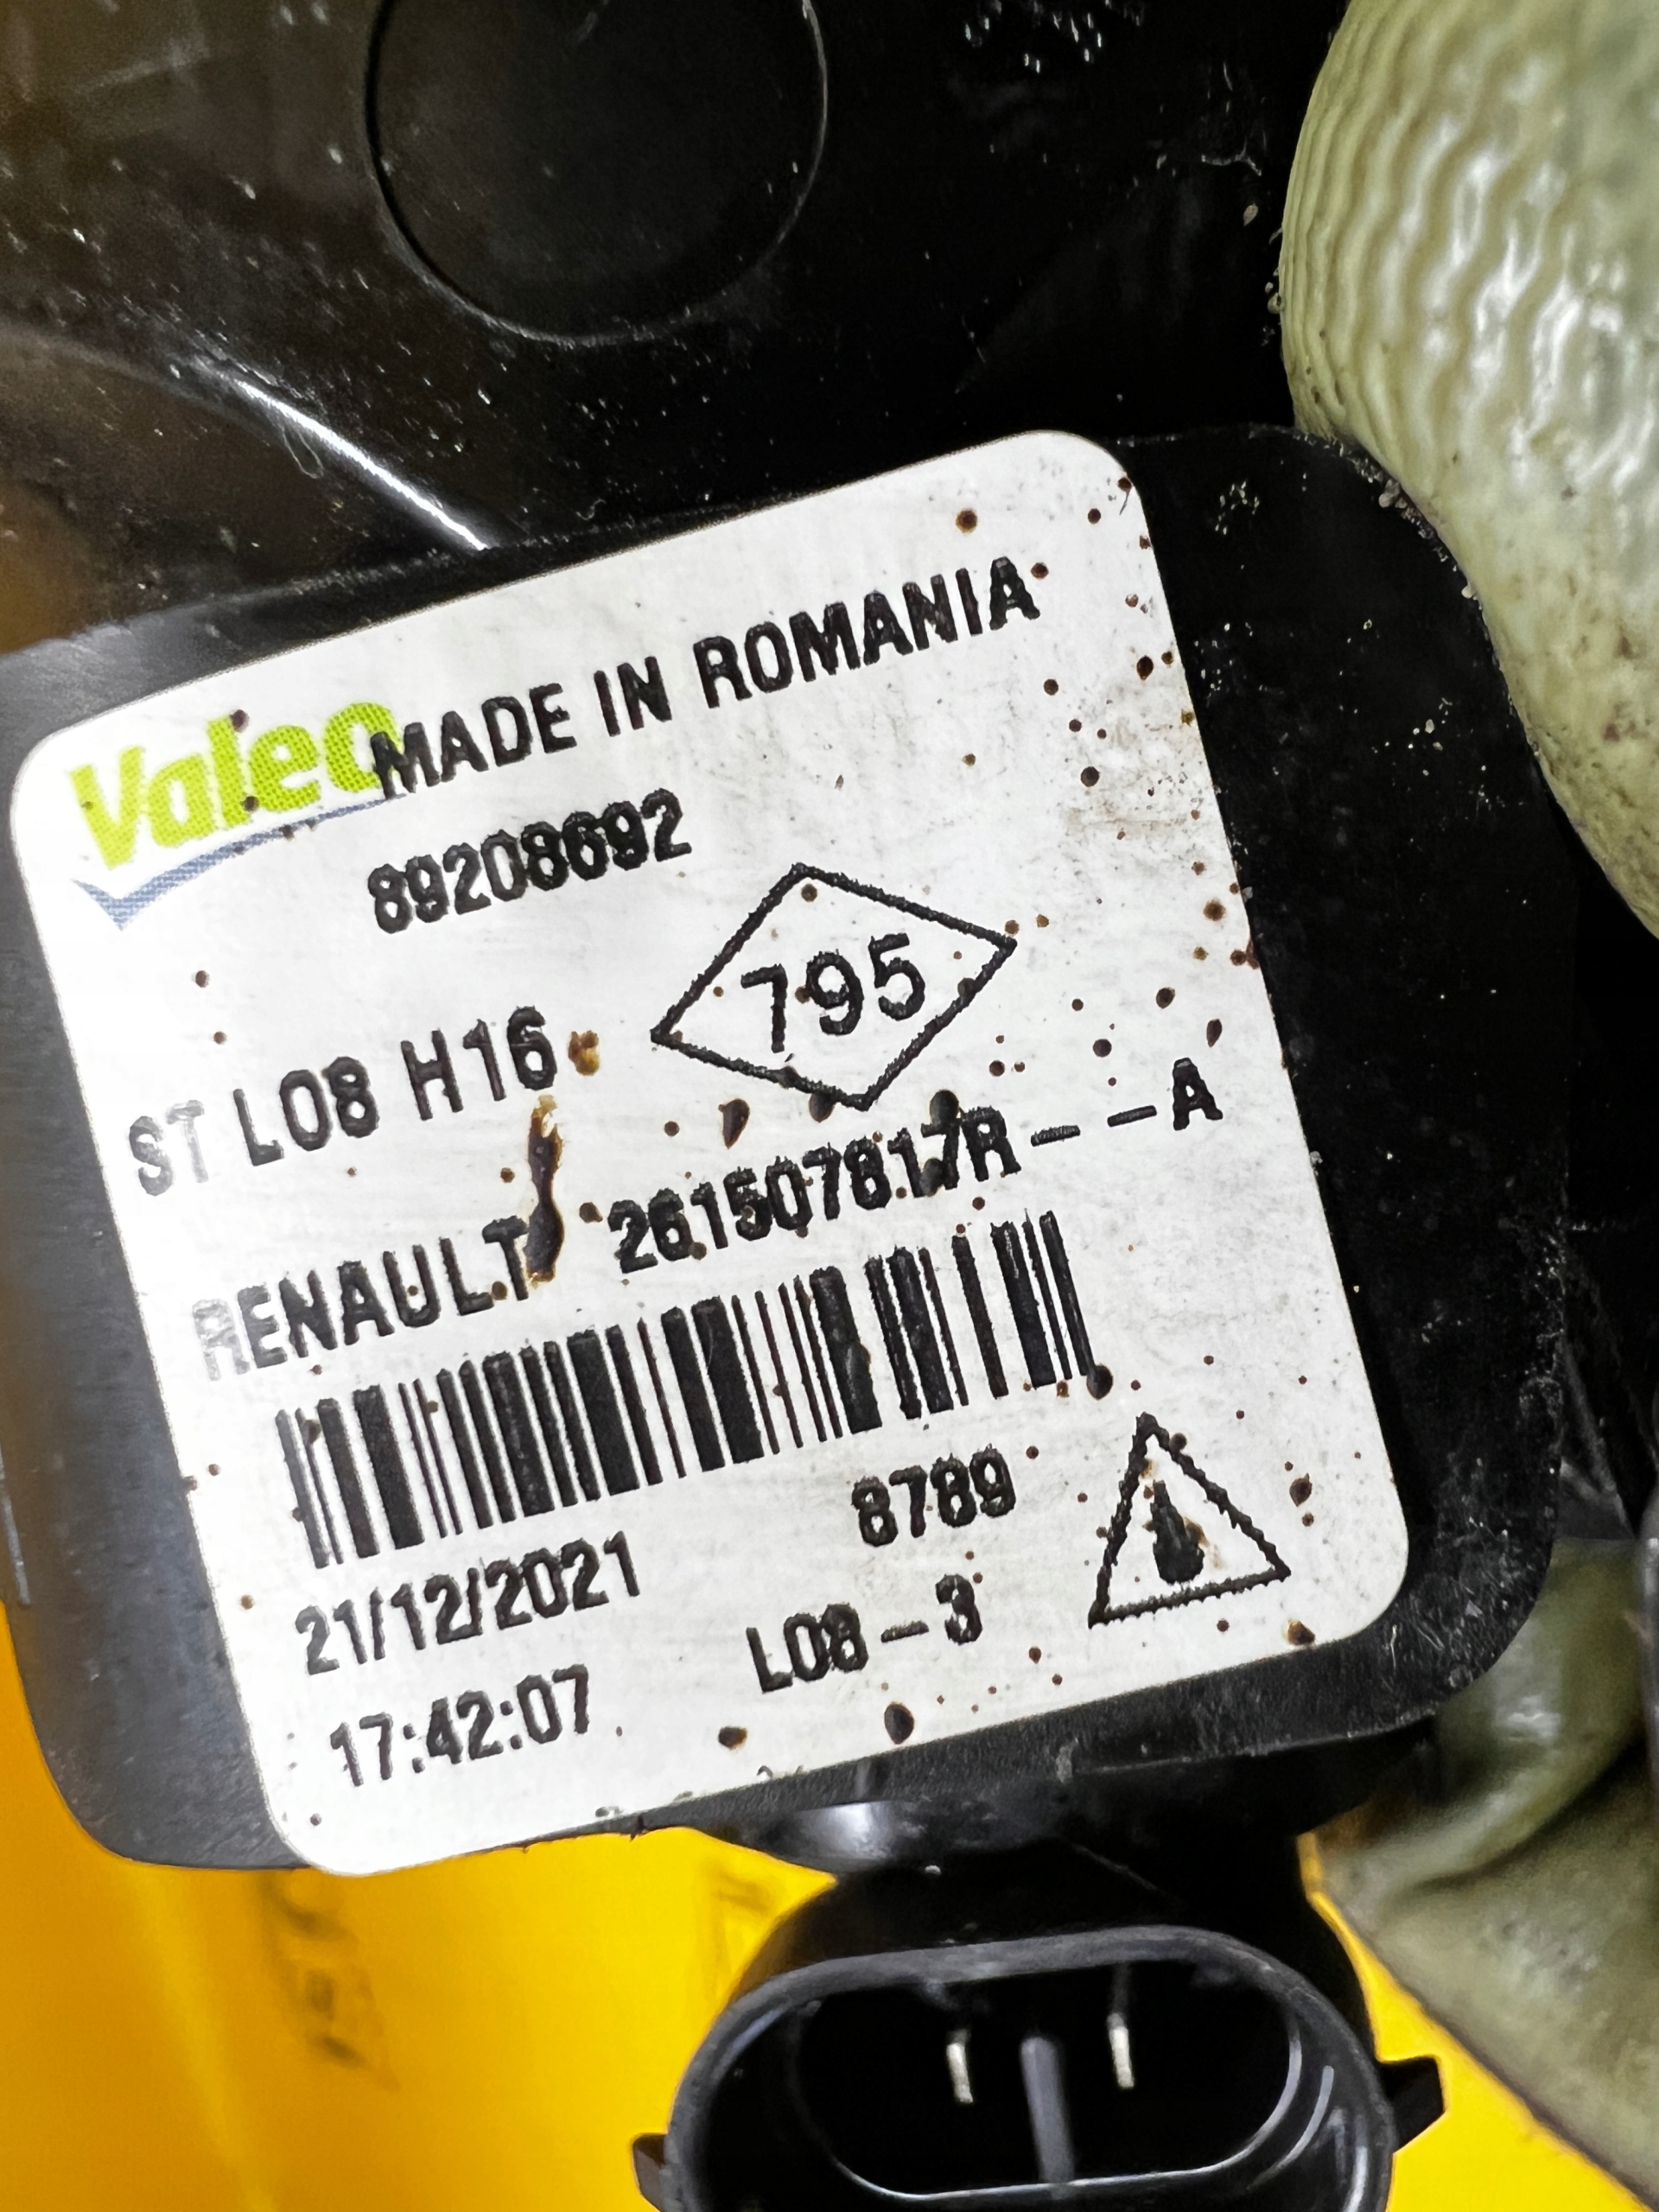 Valeo MADE IN ROMANIA
89208692
795
ST L08 H16
RENAULT 261507817R--A
8789
21/12/2021
L08-3
17:42:07